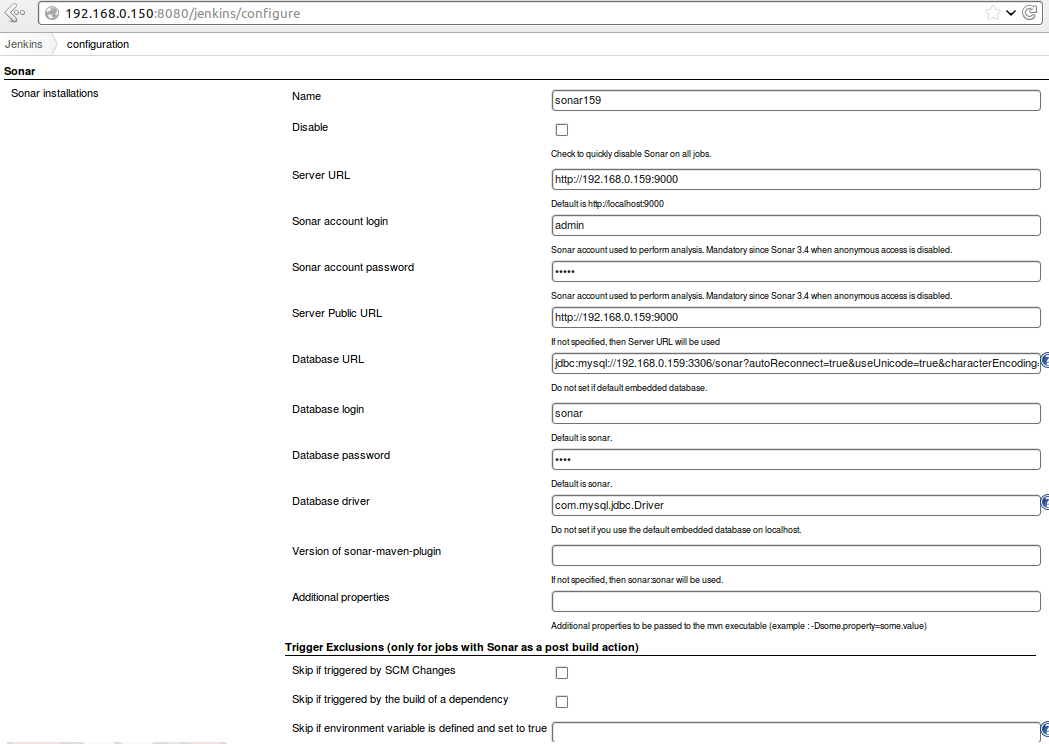 192.168.0.150:8080/jenkins/configure
Jenkins configuration
Sonar
Sonar installations
Name sonar159
Disable
Check to quickly disable Sonar on all jobs.
Server URL http://192.168.0.159:9000
Default is http://localhost:9000
Sonar account login admin
Sonar account used to perform analysis. Mandatory since Sonar 3.4 when anonymous access is disabled.
Sonar account password •••••
Sonar account used to perform analysis. Mandatory since Sonar 3.4 when anonymous access is disabled.
Server Public URL http://192.168.0.159:9000
If not specified, then Server URL will be used
Database URL jdbc:mysql://192.168.0.159:3306/sonar?autoReconnect=true&useUnicode=true&characterEncoding=
Do not set if default embedded database.
Database login sonar
Default is sonar.
Database password ••••
Default is sonar.
Database driver com.mysql.jdbc.Driver
Do not set if you use the default embedded database on localhost.
Version of sonar-maven-plugin
If not specified, then sonar:sonar will be used.
Additional properties
Additional properties to be passed to the mvn executable (example : -Dsome.property=some.value)
Trigger Exclusions (only for jobs with Sonar as a post build action)
Skip if triggered by SCM Changes
Skip if triggered by the build of a dependency
Skip if environment variable is defined and set to true